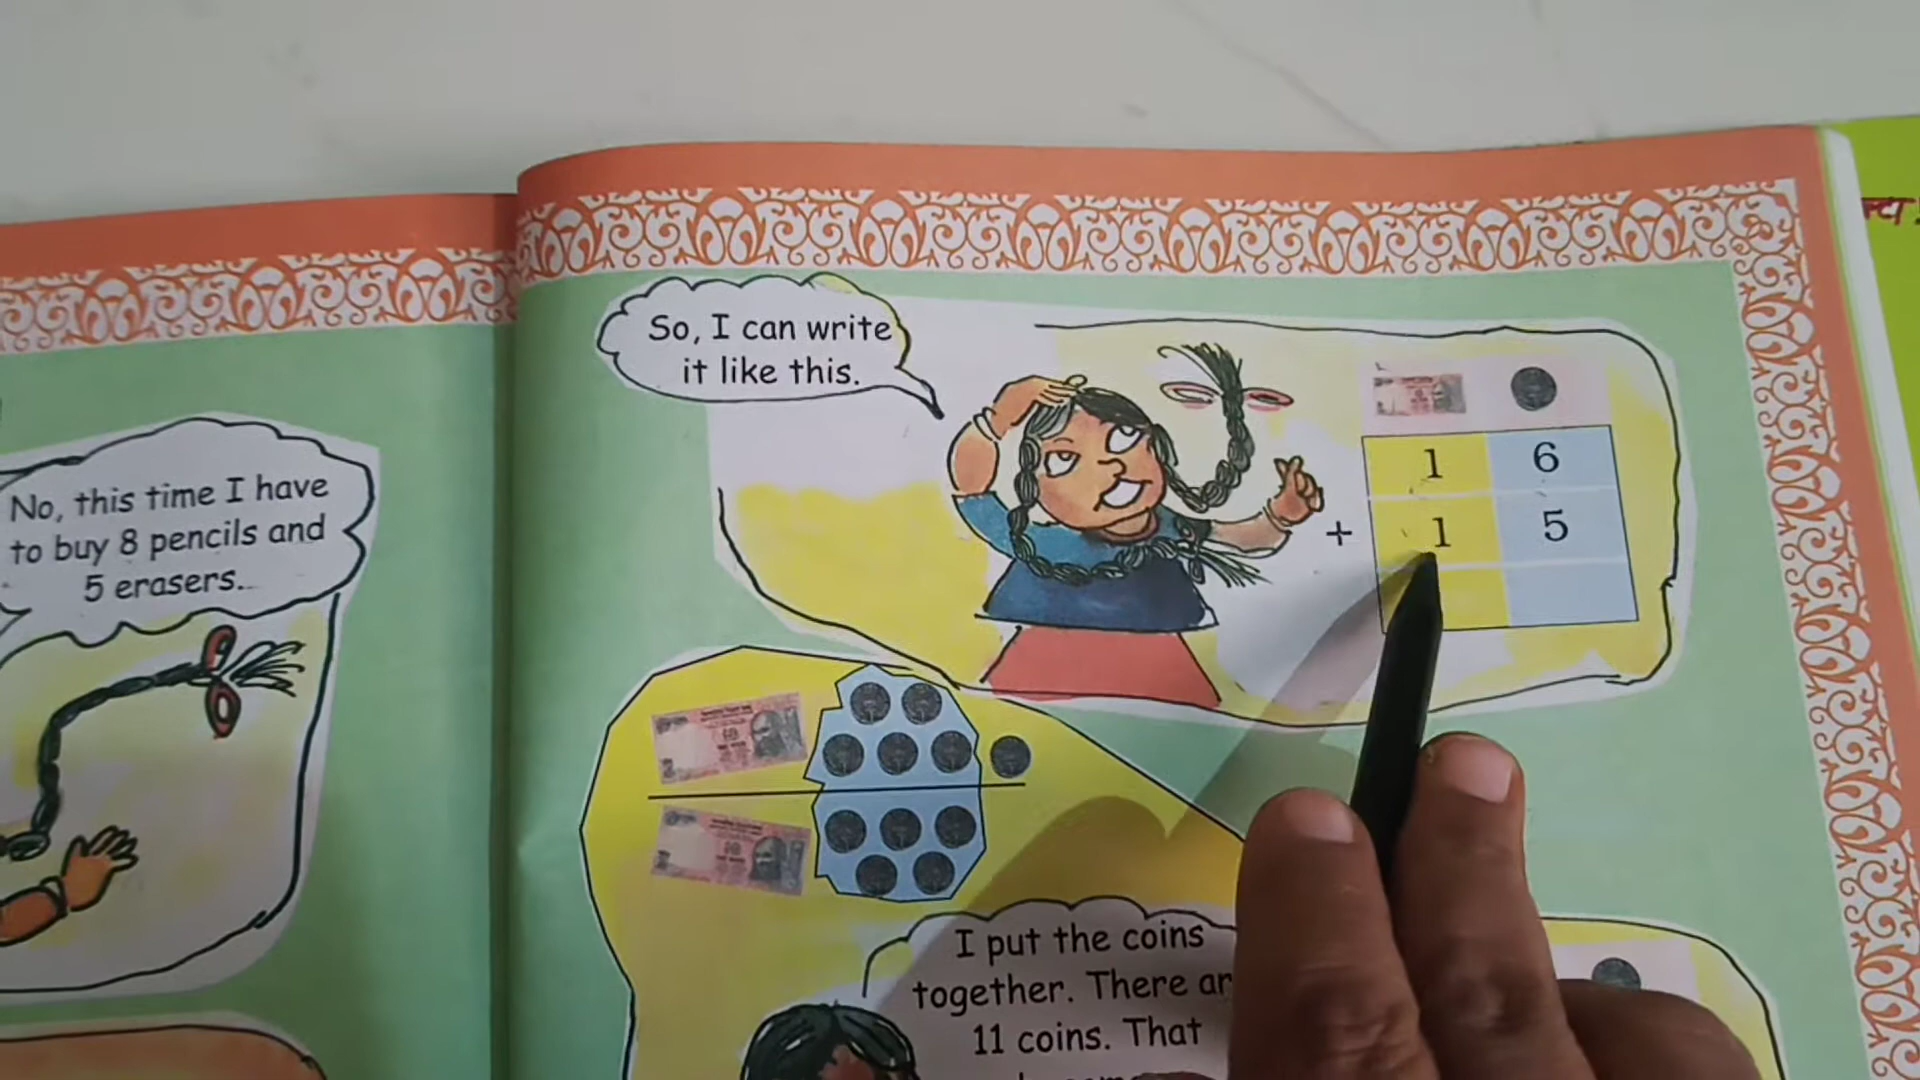 No, this time I have
to buy 8 pencils and
5 erasers..
So, I can write
it like this.
1 6
+ 1 5
I put the coins
together. There
11 coins. That